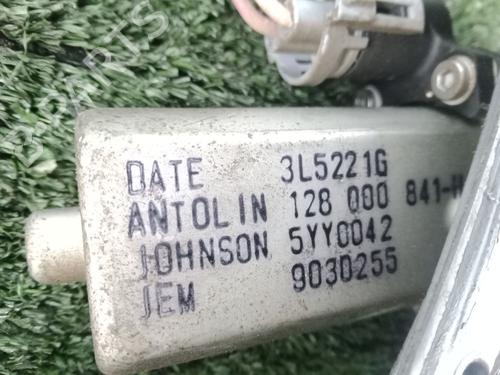 DATE 3L5221G
ANTOLIN 128 000 841-H
JOHNSON 5YY0042
JEM 9030255